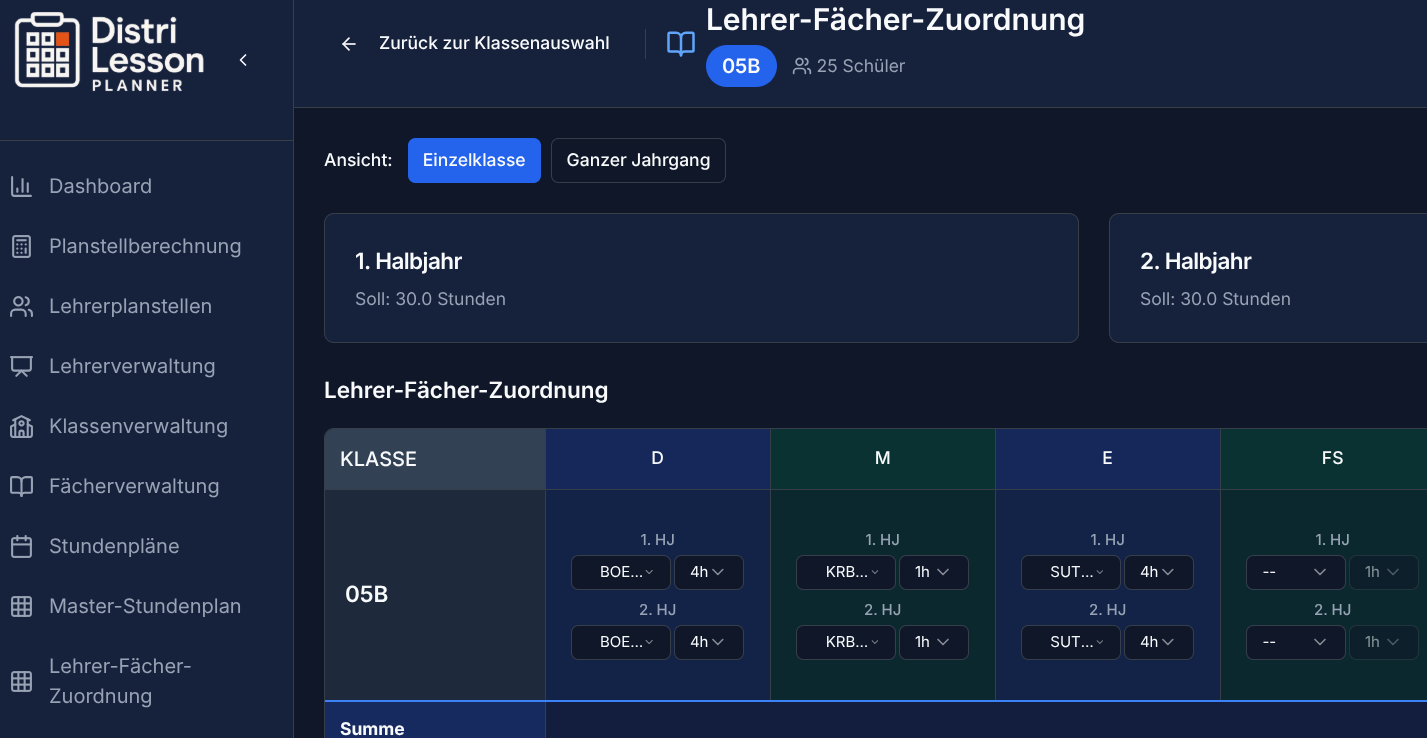 Distri
Lesson
PLANNER
Dashboard
Planstellberechnung
Lehrerplanstellen
Lehrerverwaltung
Klassenverwaltung
Fächerverwaltung
Stundenpläne
Master-Stundenplan
Lehrer-Fächer-
Zuordnung
Zurück zur Klassenauswahl
Lehrer-Fächer-Zuordnung
05B 25 Schüler
Ansicht: Einzelklasse Ganzer Jahrgang
1. Halbjahr
Soll: 30.0 Stunden
2. Halbjahr
Soll: 30.0 Stunden
Lehrer-Fächer-Zuordnung
KLASSE D M E FS
1. HJ 1. HJ 1. HJ 1. HJ
BOE... 4h KRB... 1h SUT... 4h -- 1h
05B
2. HJ 2. HJ 2. HJ 2. HJ
BOE... 4h KRB... 1h SUT... 4h -- 1h
Summe